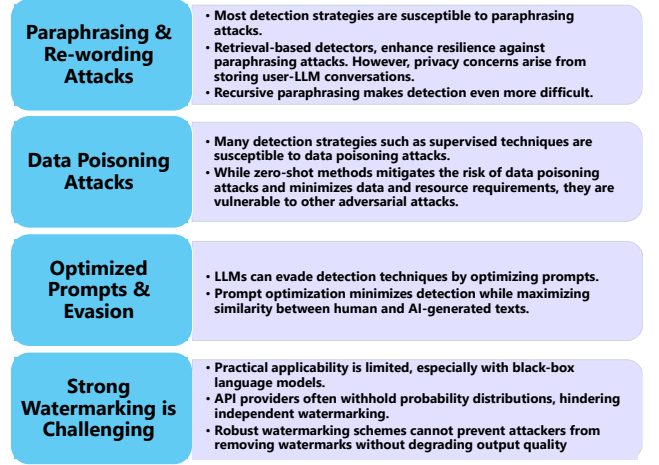 Paraphrasing &
Re-wording
Attacks
• Most detection strategies are susceptible to paraphrasing
attacks.
• Retrieval-based detectors, enhance resilience against
paraphrasing attacks. However, privacy concerns arise from
storing user-LLM conversations.
• Recursive paraphrasing makes detection even more difficult.
Data Poisoning
Attacks
• Many detection strategies such as supervised techniques are
susceptible to data poisoning attacks.
• While zero-shot methods mitigates the risk of data poisoning
attacks and minimizes data and resource requirements, they are
vulnerable to other adversarial attacks.
Optimized
Prompts &
Evasion
• LLMs can evade detection techniques by optimizing prompts.
• Prompt optimization minimizes detection while maximizing
similarity between human and AI-generated texts.
Strong
Watermarking is
Challenging
• Practical applicability is limited, especially with black-box
language models.
• API providers often withhold probability distributions, hindering
independent watermarking.
• Robust watermarking schemes cannot prevent attackers from
removing watermarks without degrading output quality